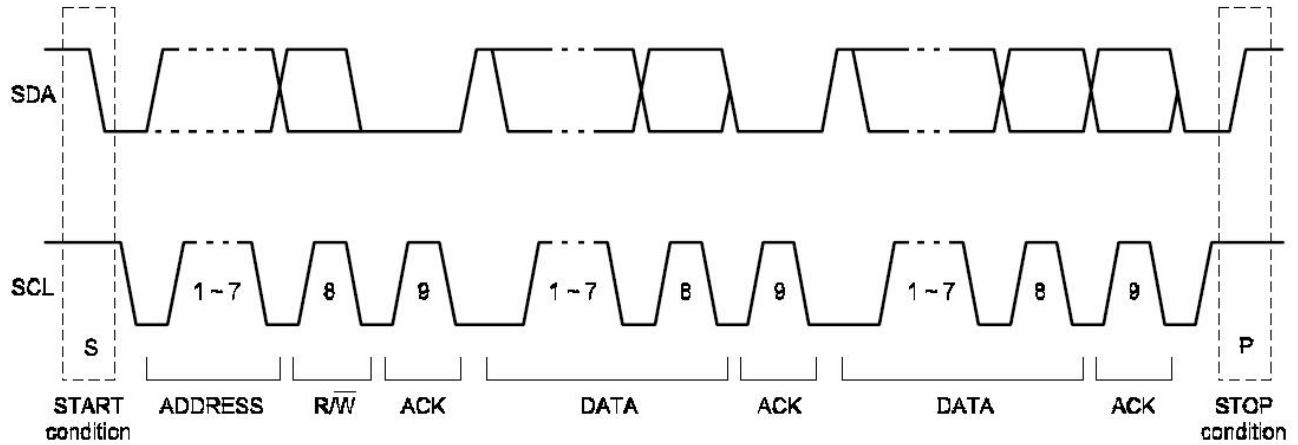 SDA
SCL
1 ~ 7 8 9 1 ~ 7 8 9 1 ~ 7 8 9
S P
START ADDRESS R/W̅ ACK DATA ACK DATA ACK STOP
condition condition